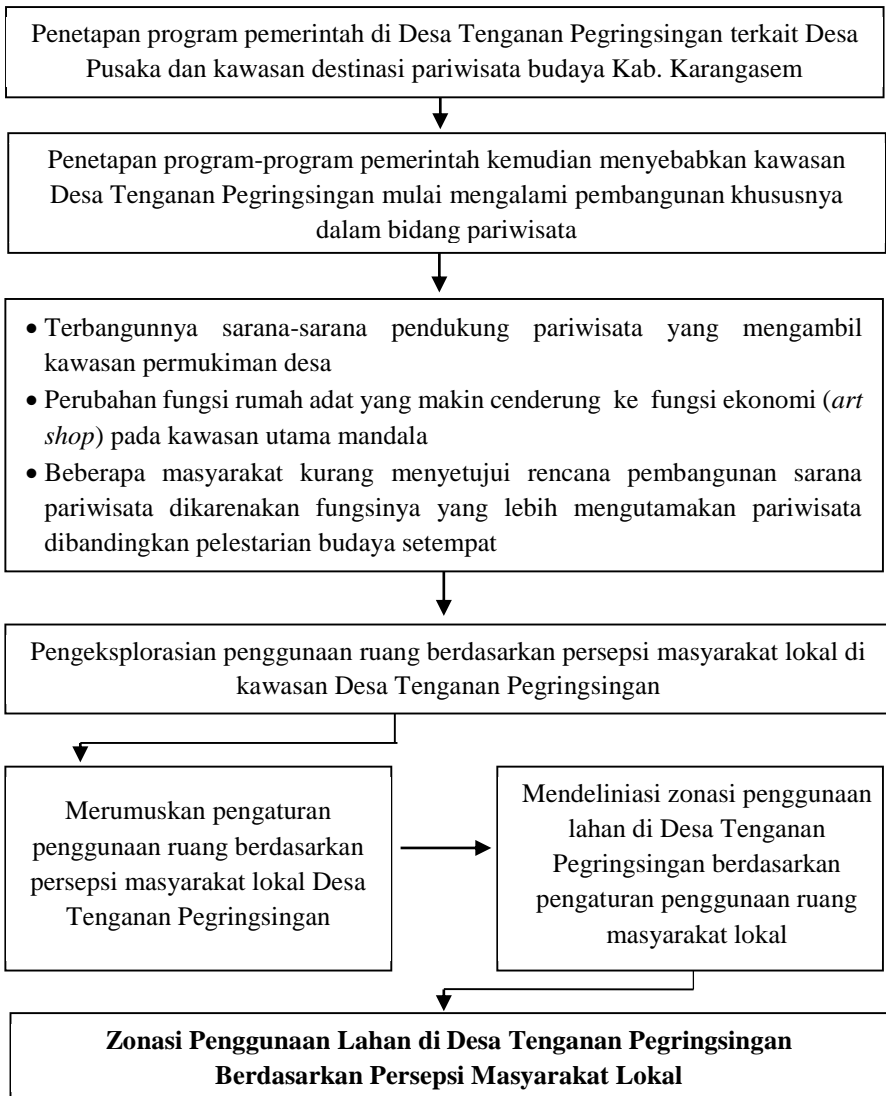 Penetapan program pemerintah di Desa Tenganan Pegringsingan terkait Desa
Pusaka dan kawasan destinasi pariwisata budaya Kab. Karangasem
Penetapan program-program pemerintah kemudian menyebabkan kawasan
Desa Tenganan Pegringsingan mulai mengalami pembangunan khususnya
dalam bidang pariwisata
• Terbangunnya sarana-sarana pendukung pariwisata yang mengambil
kawasan permukiman desa
• Perubahan fungsi rumah adat yang makin cenderung ke fungsi ekonomi (art
shop) pada kawasan utama mandala
• Beberapa masyarakat kurang menyetujui rencana pembangunan sarana
pariwisata dikarenakan fungsinya yang lebih mengutamakan pariwisata
dibandingkan pelestarian budaya setempat
Pengeksplorasian penggunaan ruang berdasarkan persepsi masyarakat lokal di
kawasan Desa Tenganan Pegringsingan
Merumuskan pengaturan
penggunaan ruang berdasarkan
persepsi masyarakat lokal Desa
Tenganan Pegringsingan
Mendeliniasi zonasi penggunaan
lahan di Desa Tenganan
Pegringsingan berdasarkan
pengaturan penggunaan ruang
masyarakat lokal
Zonasi Penggunaan Lahan di Desa Tenganan Pegringsingan
Berdasarkan Persepsi Masyarakat Lokal